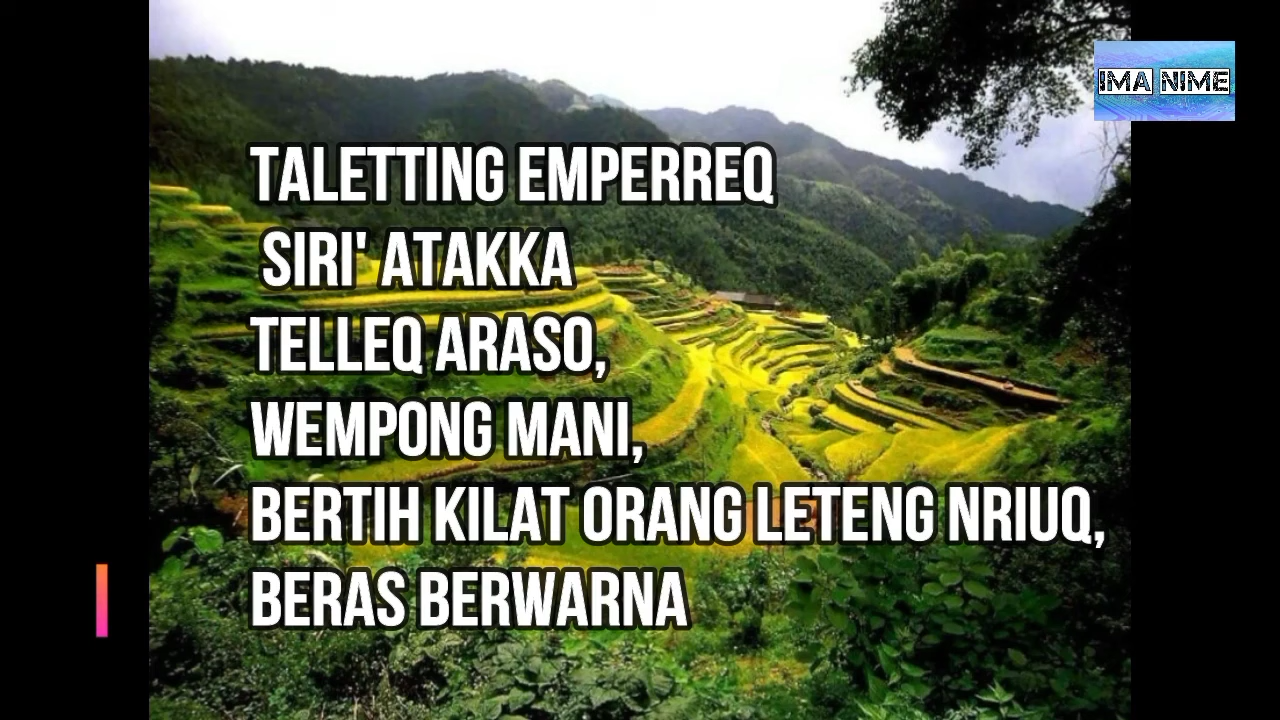 IMA NIME
TALETTING EMPERREQ
SIRI' ATAKKA
TELLEQ ARASO,
WEMPONG MANI,
BERTIH KILAT ORANG LETENG NRIUQ,
BERAS BERWARNA